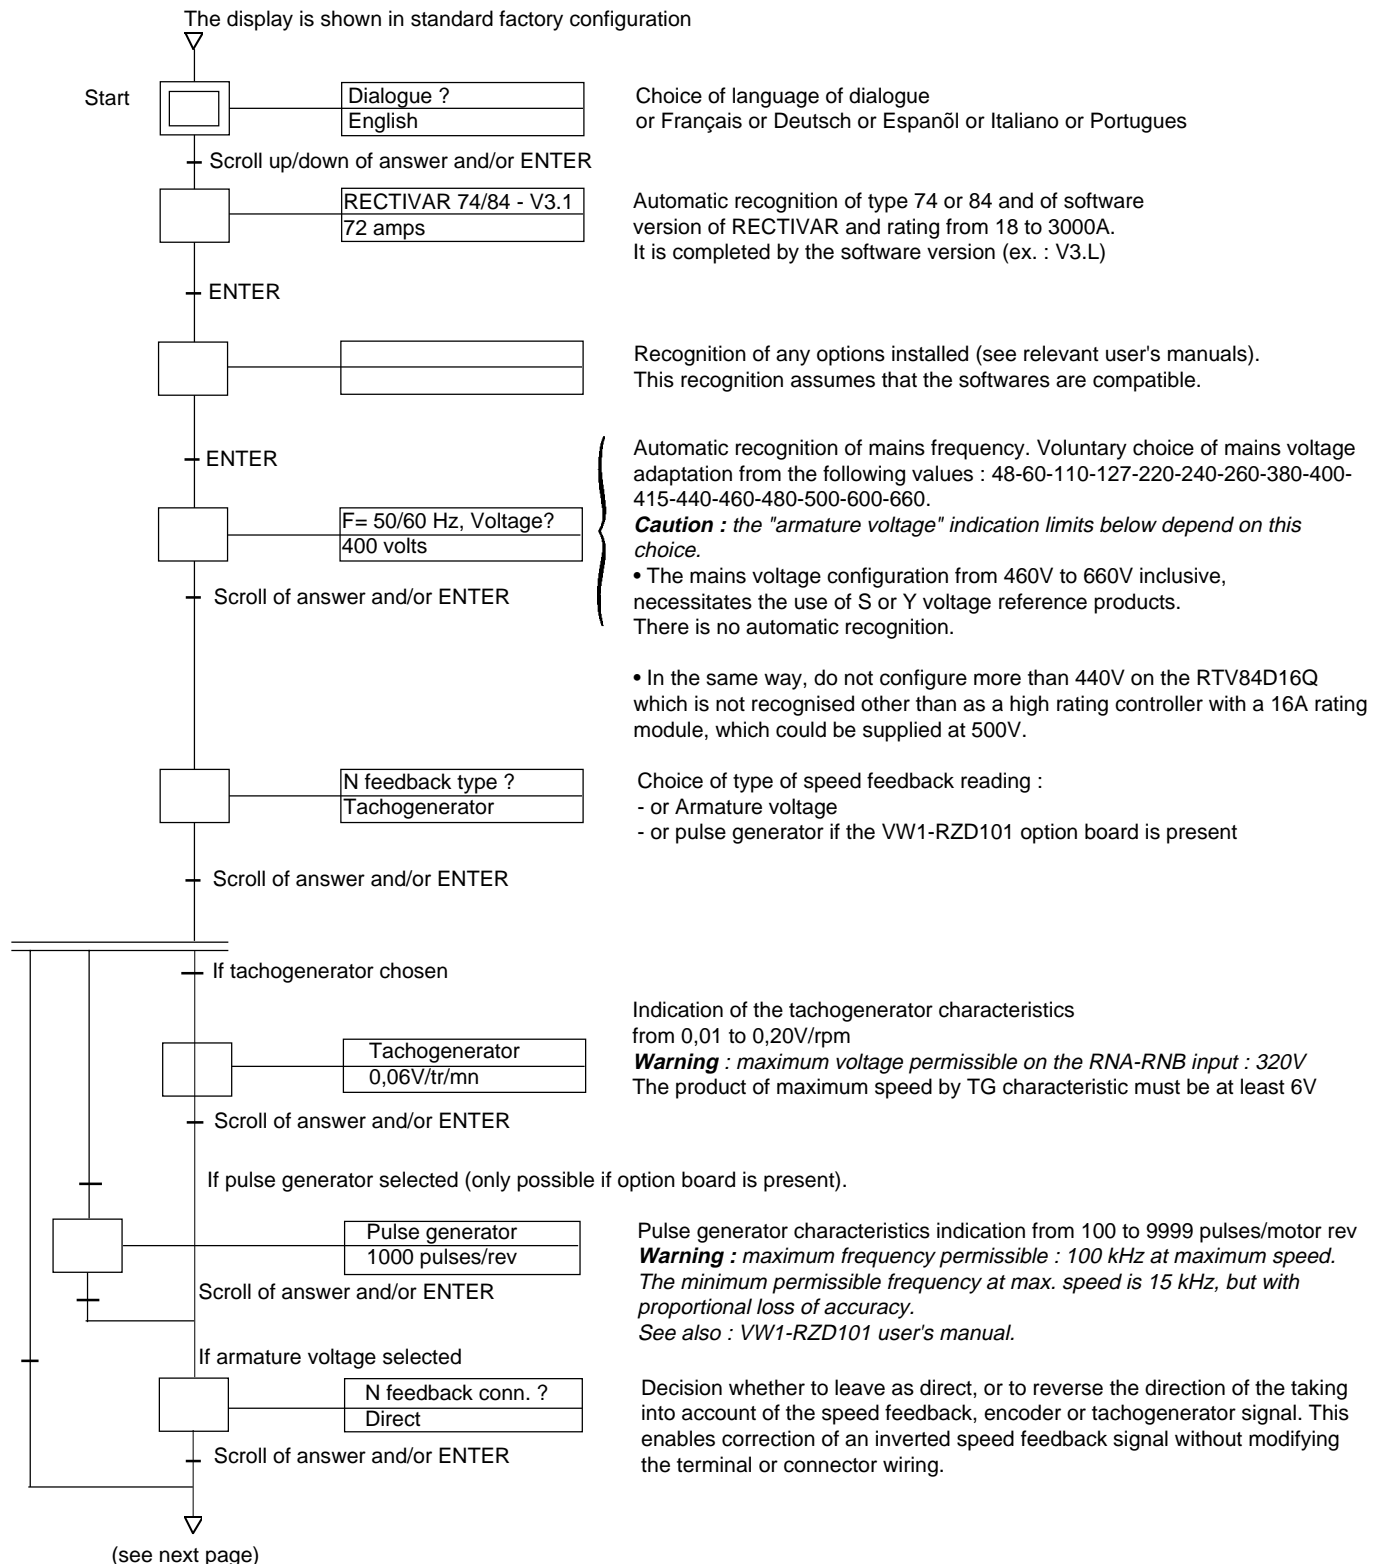 The display is shown in standard factory configuration
Start
Dialogue ?
English
Choice of language of dialogue
or Français or Deutsch or Espanõl or Italiano or Portugues
Scroll up/down of answer and/or ENTER
RECTIVAR 74/84 - V3.1
72 amps
Automatic recognition of type 74 or 84 and of software
version of RECTIVAR and rating from 18 to 3000A.
It is completed by the software version (ex. : V3.L)
ENTER
Recognition of any options installed (see relevant user's manuals).
This recognition assumes that the softwares are compatible.
ENTER
F= 50/60 Hz, Voltage?
400 volts
Automatic recognition of mains frequency. Voluntary choice of mains voltage
adaptation from the following values : 48-60-110-127-220-240-260-380-400-
415-440-460-480-500-600-660.
Caution : the "armature voltage" indication limits below depend on this
choice.
• The mains voltage configuration from 460V to 660V inclusive,
necessitates the use of S or Y voltage reference products.
There is no automatic recognition.
Scroll of answer and/or ENTER
• In the same way, do not configure more than 440V on the RTV84D16Q
which is not recognised other than as a high rating controller with a 16A rating
module, which could be supplied at 500V.
N feedback type ?
Tachogenerator
Choice of type of speed feedback reading :
- or Armature voltage
- or pulse generator if the VW1-RZD101 option board is present
Scroll of answer and/or ENTER
If tachogenerator chosen
Tachogenerator
0,06V/tr/mn
Indication of the tachogenerator characteristics
from 0,01 to 0,20V/rpm
Warning : maximum voltage permissible on the RNA-RNB input : 320V
The product of maximum speed by TG characteristic must be at least 6V
Scroll of answer and/or ENTER
If pulse generator selected (only possible if option board is present).
Pulse generator
1000 pulses/rev
Pulse generator characteristics indication from 100 to 9999 pulses/motor rev
Warning : maximum frequency permissible : 100 kHz at maximum speed.
The minimum permissible frequency at max. speed is 15 kHz, but with
proportional loss of accuracy.
See also : VW1-RZD101 user's manual.
Scroll of answer and/or ENTER
If armature voltage selected
N feedback conn. ?
Direct
Decision whether to leave as direct, or to reverse the direction of the taking
into account of the speed feedback, encoder or tachogenerator signal. This
enables correction of an inverted speed feedback signal without modifying
the terminal or connector wiring.
Scroll of answer and/or ENTER
(see next page)